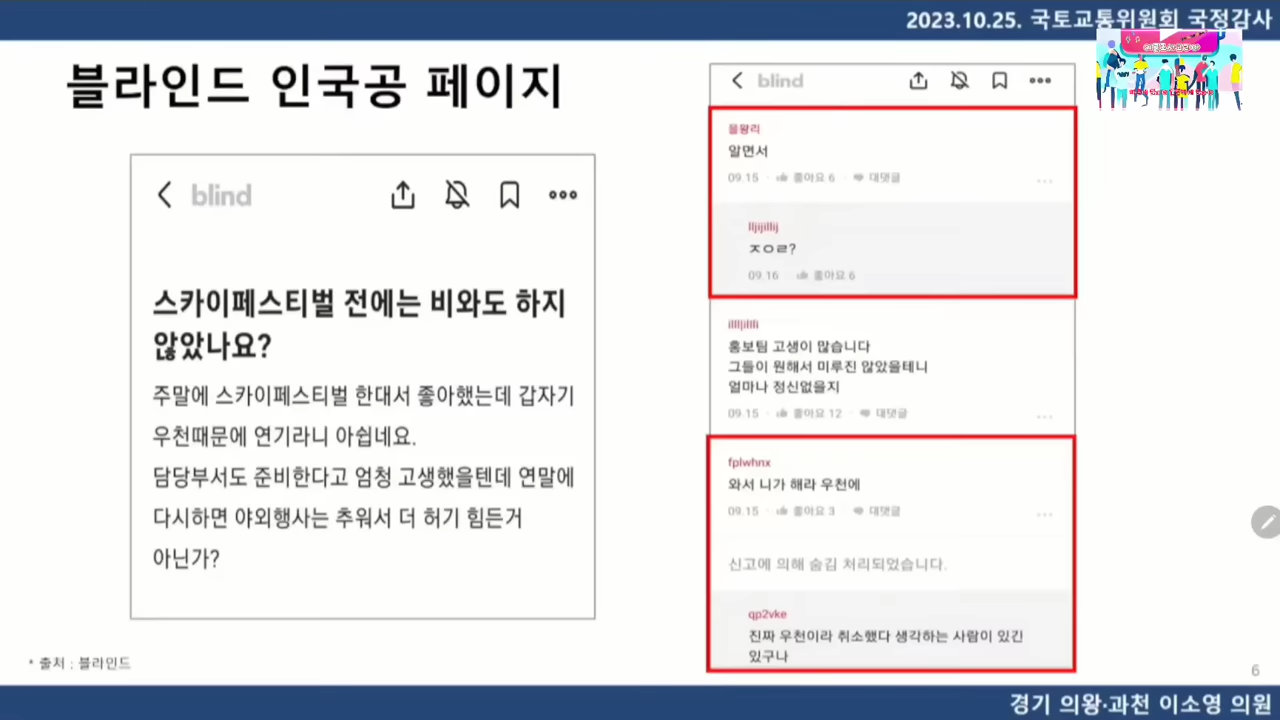 2023.10.25. 국토교통위원회 국정감사
블라인드 인국공 페이지
blind
스카이페스티벌 전에는 비와도 하지
않았나요?
주말에 스카이페스티벌 한대서 좋아했는데 갑자기
우천때문에 연기라니 아쉽네요.
담당부서도 준비한다고 엄청 고생했을텐데 연말에
다시하면 야외행사는 추워서 더 허기 힘든거
아닌가?
* 출처 : 블라인드
blind
을왕리
알면서
09.15 좋아요 6 대댓글
lljijillij
ㅈㅇㄹ?
09.16 좋아요 6
홍보팀 고생이 많습니다
그들이 원해서 미루진 않았을테니
얼마나 정신없을지
09.15 좋아요 12 대댓글
fplwhnx
와서 니가 해라 우천에
09.15 좋아요 3 대댓글
신고에 의해 숨김 처리되었습니다.
qp2vke
진짜 우천이라 취소했다 생각하는 사람이 있긴
있구나
6
경기 의왕·과천 이소영 의원